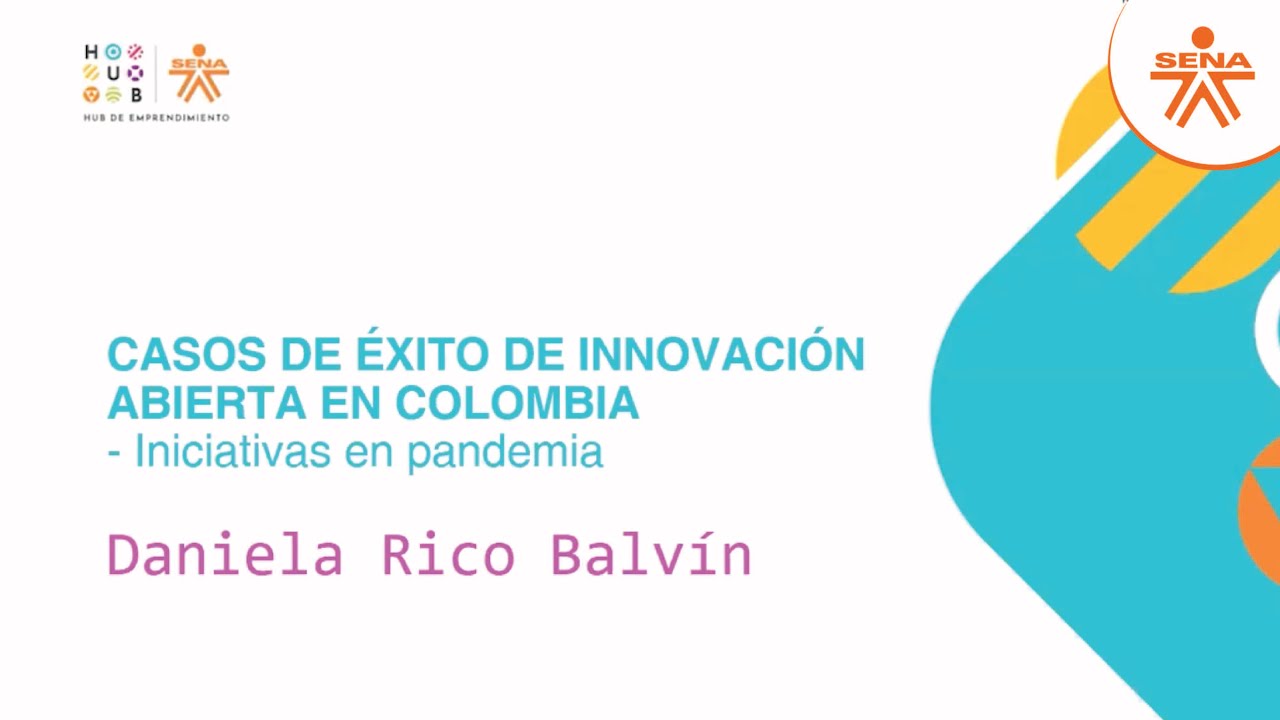 H
U
B
SENA
HUB DE EMPRENDIMIENTO
SENA
CASOS DE ÉXITO DE INNOVACIÓN
ABIERTA EN COLOMBIA
- Iniciativas en pandemia
Daniela Rico Balvín